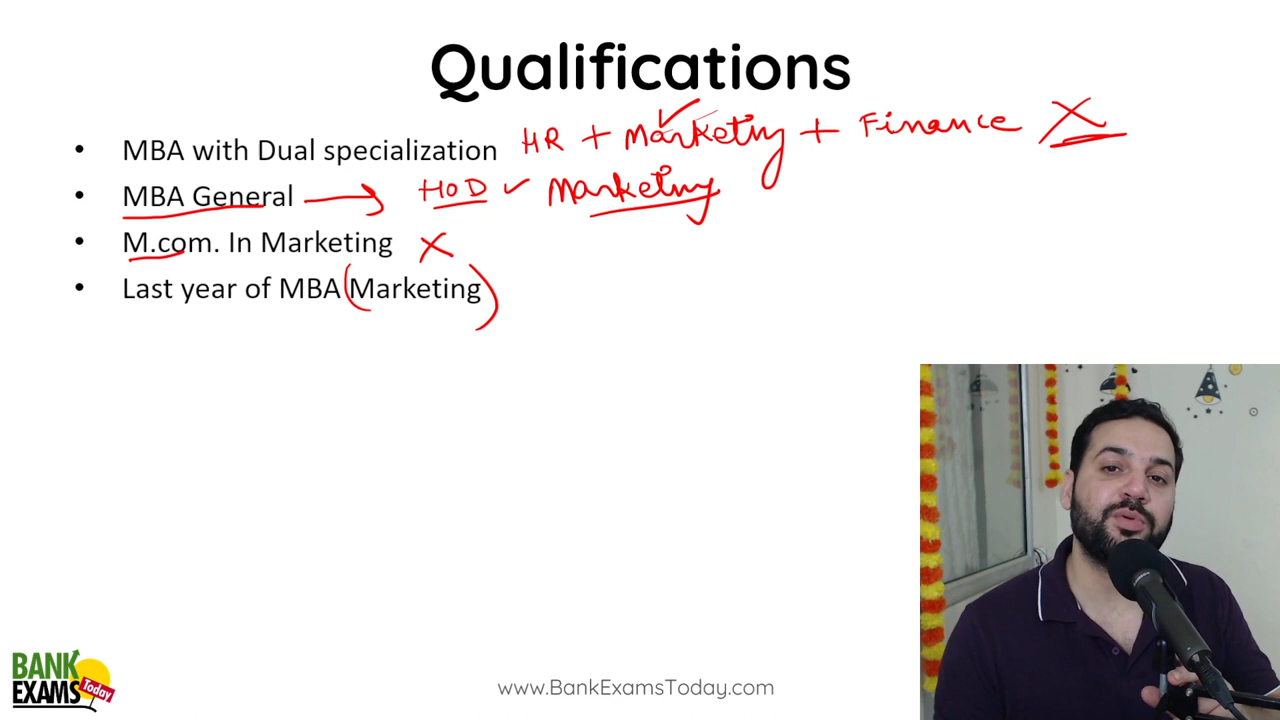 Qualifications
• MBA with Dual specialization HR + Marketing + Finance X
• MBA General → HOD ✓ Marketing
• M.com. In Marketing X
• Last year of MBA (Marketing)
BANK EXAMS Today
www.BankExamsToday.com